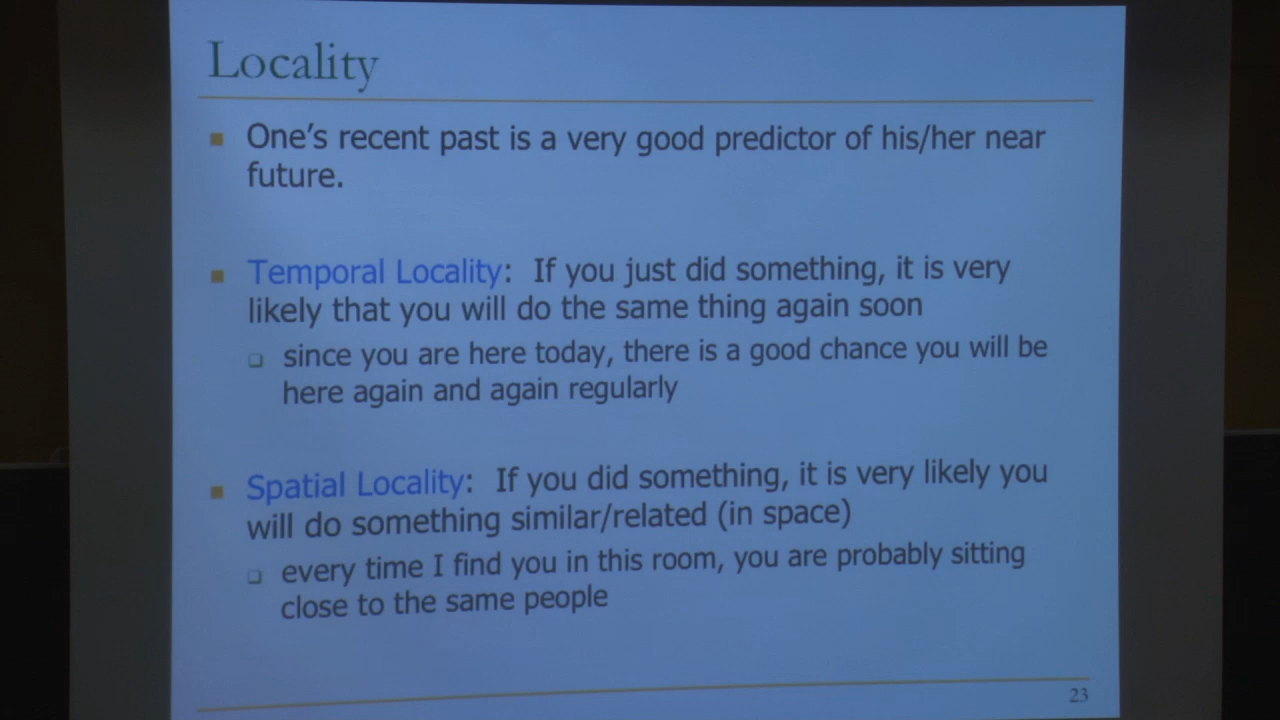 Locality
One's recent past is a very good predictor of his/her near
future.
Temporal Locality: If you just did something, it is very
likely that you will do the same thing again soon
since you are here today, there is a good chance you will be
here again and again regularly
Spatial Locality: If you did something, it is very likely you
will do something similar/related (in space)
every time I find you in this room, you are probably sitting
close to the same people
23